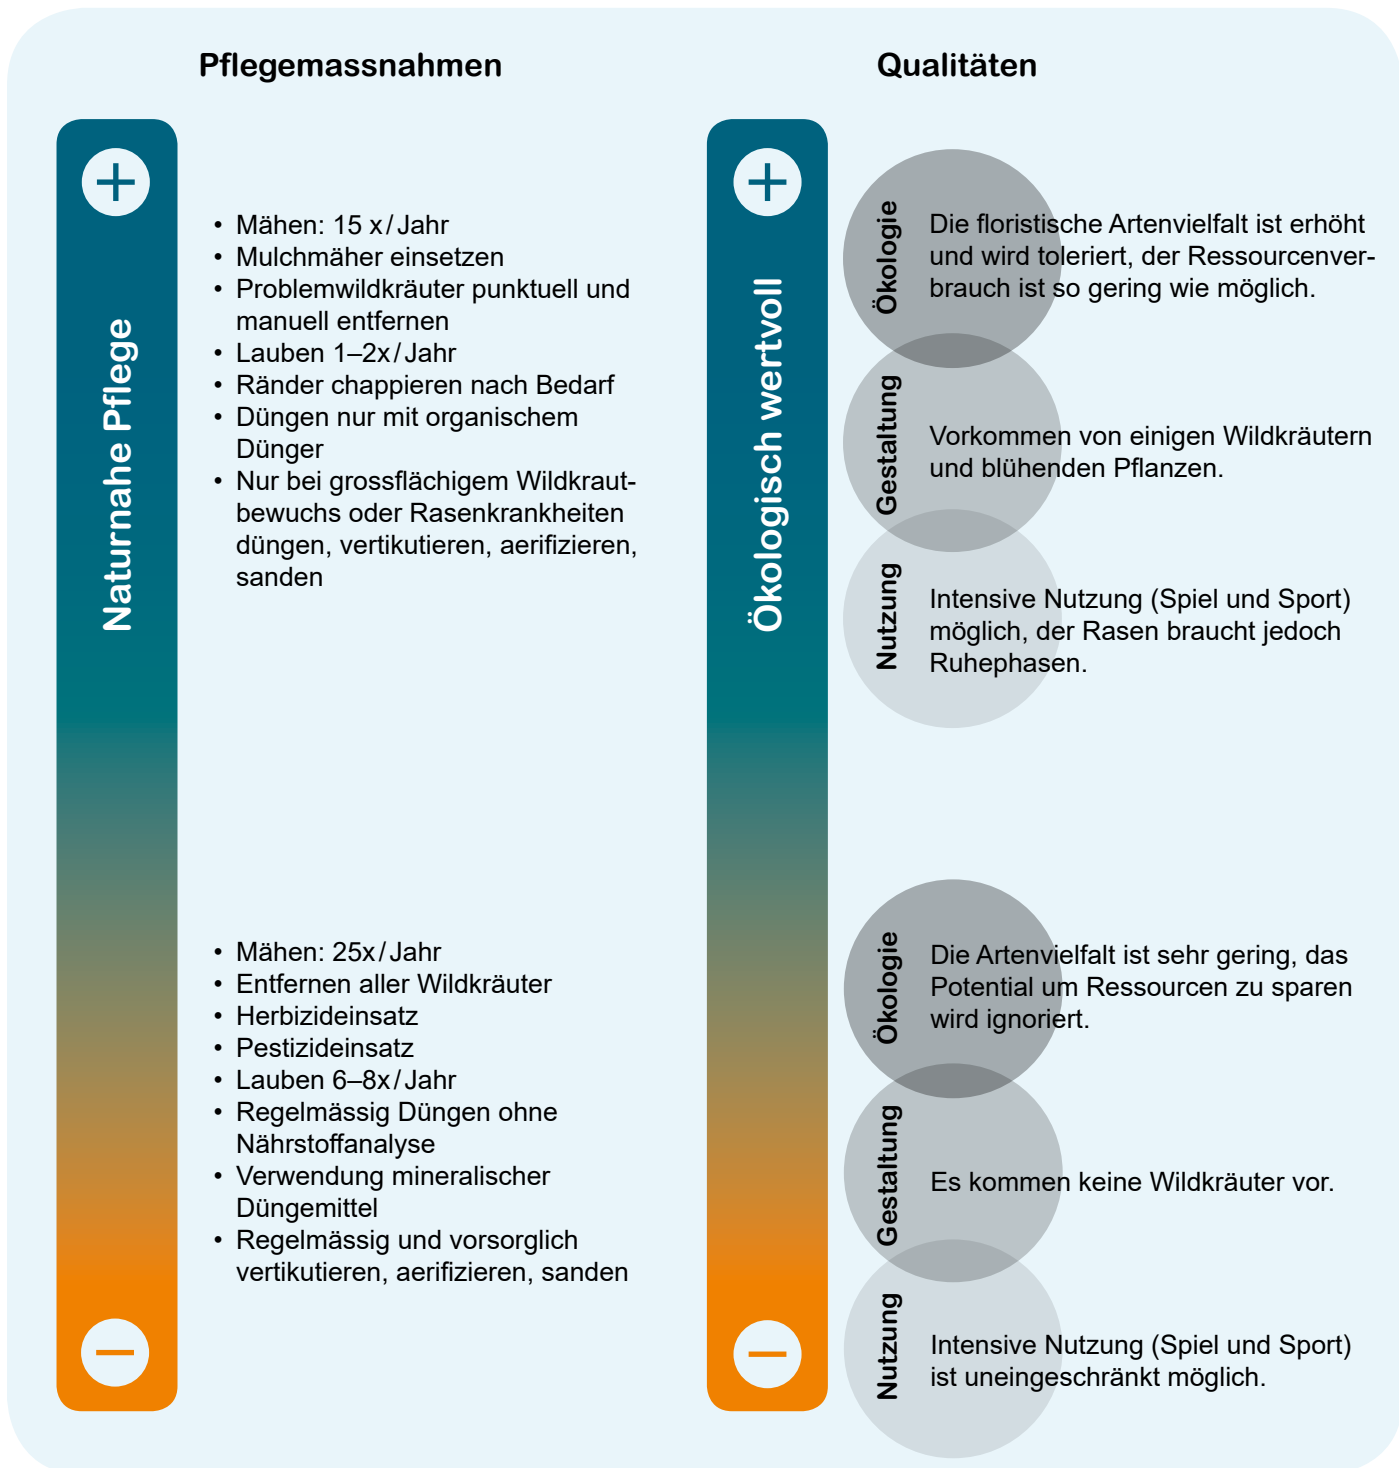 Pflegemassnahmen
Naturnahe Pflege
• Mähen: 15 x/Jahr
• Mulchmäher einsetzen
• Problemwildkräuter punktuell und
manuell entfernen
• Lauben 1–2x/Jahr
• Ränder chappieren nach Bedarf
• Düngen nur mit organischem
Dünger
• Nur bei grossflächigem Wildkraut-
bewuchs oder Rasenkrankheiten
düngen, vertikutieren, aerifizieren,
sanden
• Mähen: 25x/Jahr
• Entfernen aller Wildkräuter
• Herbizideinsatz
• Pestizideinsatz
• Lauben 6–8x/Jahr
• Regelmässig Düngen ohne
Nährstoffanalyse
• Verwendung mineralischer
Düngemittel
• Regelmässig und vorsorglich
vertikutieren, aerifizieren, sanden
Qualitäten
Ökologisch wertvoll
Ökologie
Die floristische Artenvielfalt ist erhöht
und wird toleriert, der Ressourcenver-
brauch ist so gering wie möglich.
Gestaltung
Vorkommen von einigen Wildkräutern
und blühenden Pflanzen.
Nutzung
Intensive Nutzung (Spiel und Sport)
möglich, der Rasen braucht jedoch
Ruhephasen.
Ökologie
Die Artenvielfalt ist sehr gering, das
Potential um Ressourcen zu sparen
wird ignoriert.
Gestaltung
Es kommen keine Wildkräuter vor.
Nutzung
Intensive Nutzung (Spiel und Sport)
ist uneingeschränkt möglich.